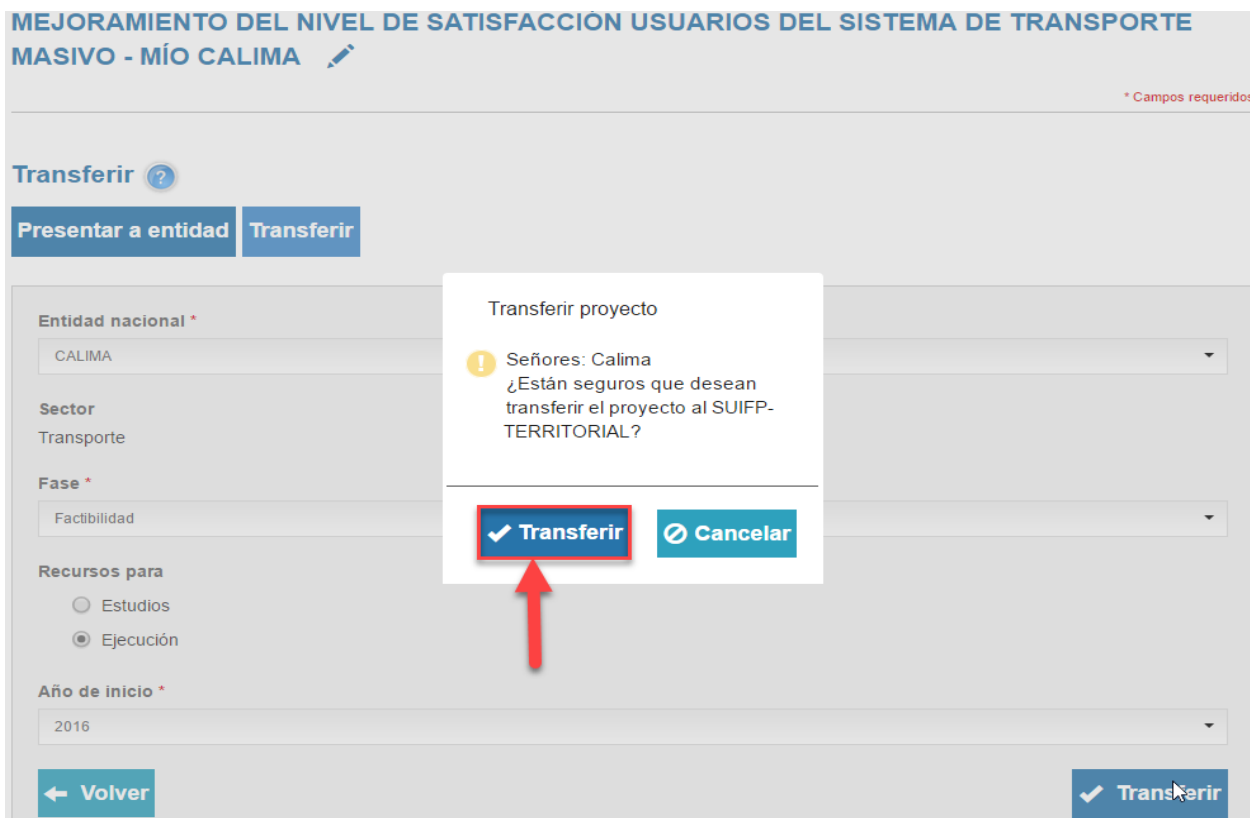 MEJORAMIENTO DEL NIVEL DE SATISFACCIÓN USUARIOS DEL SISTEMA DE TRANSPORTE
MASIVO - MÍO CALIMA
* Campos requeridos
Transferir ?
Presentar a entidad Transferir
Entidad nacional *
CALIMA
Sector
Transporte
Fase *
Factibilidad
Recursos para
Estudios
Ejecución
Año de inicio *
2016
Volver
Transferir
Transferir proyecto
Señores: Calima
¿Están seguros que desean
transferir el proyecto al SUIFP-
TERRITORIAL?
Transferir Cancelar